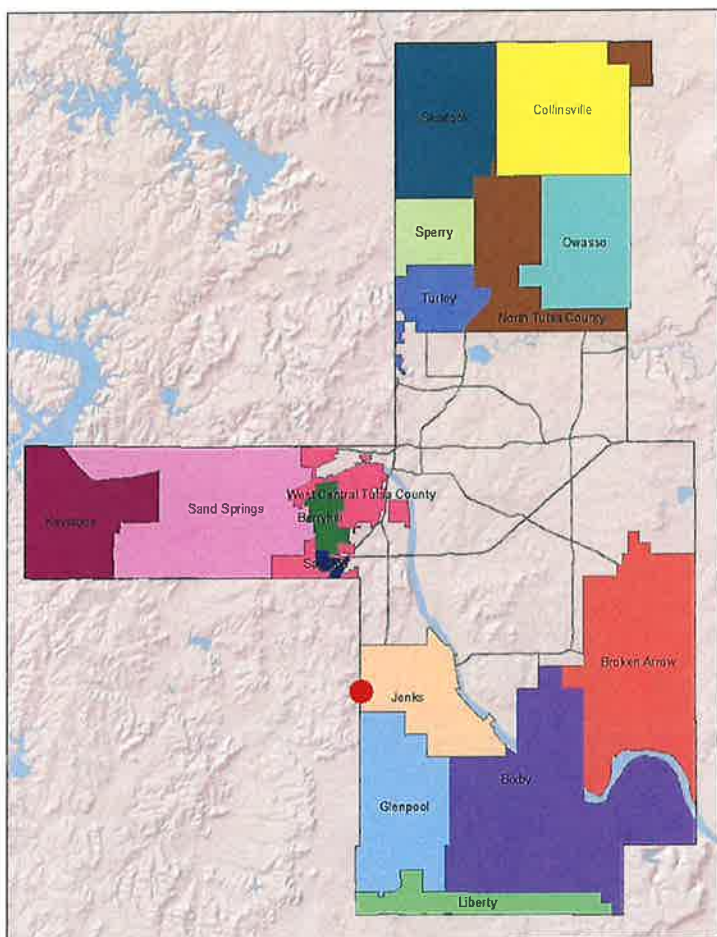 Skiatook
Collinsville
Sperry
Owasso
Turley
North Tulsa County
West Central Tulsa County
Keystone
Sand Springs
Berryhill
Broken Arrow
Jenks
Bixby
Glenpool
Liberty